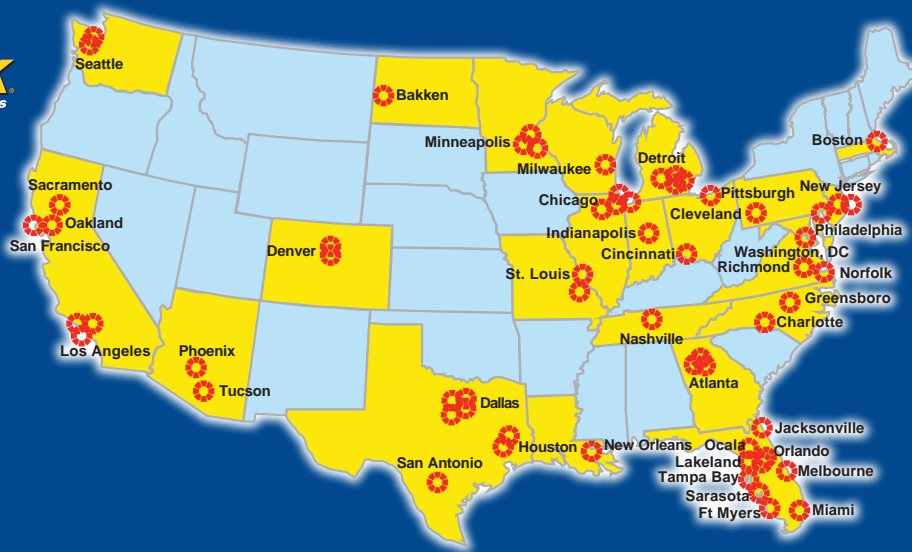 Seattle
Bakken
Minneapolis
Milwaukee
Detroit
Boston
Sacramento
Oakland
San Francisco
Chicago
Pittsburgh
New Jersey
Cleveland
Philadelphia
Indianapolis
Denver
Cincinnati
Washington, DC
St. Louis
Richmond
Norfolk
Greensboro
Charlotte
Los Angeles
Phoenix
Nashville
Tucson
Dallas
Atlanta
Jacksonville
Houston
New Orleans
Ocala
Orlando
San Antonio
Lakeland
Melbourne
Tampa Bay
Sarasota
Ft Myers
Miami